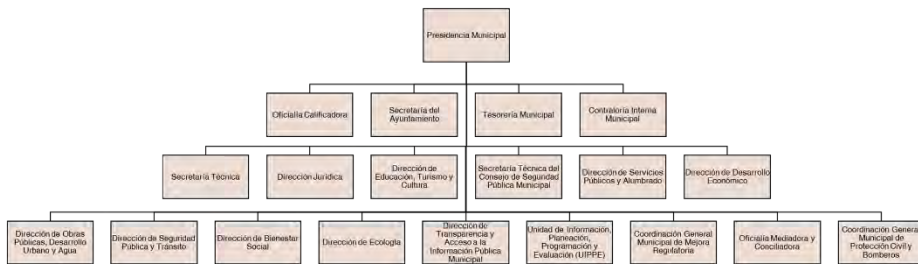 Presidencia Municipal
Oficialía Calificadora
Secretaría del
Ayuntamiento
Tesorería Municipal
Contraloría Interna
Municipal
Secretaría Técnica
Dirección Jurídica
Dirección de
Educación, Turismo y
Cultura
Secretaría Técnica del
Consejo de Seguridad
Pública Municipal
Dirección de Servicios
Públicos y Alumbrado
Dirección de Desarrollo
Económico
Dirección de Obras
Públicas, Desarrollo
Urbano y Agua
Dirección de Seguridad
Pública y Tránsito
Dirección de Bienestar
Social
Dirección de Ecología
Dirección de
Transparencia y
Acceso a la
Información Pública
Municipal
Unidad de Información,
Planeación,
Programación y
Evaluación (UIPPE)
Coordinación General
Municipal de Mejora
Regulatoria
Oficialía Mediadora y
Conciliadora
Coordinación General
Municipal de
Protección Civil y
Bomberos